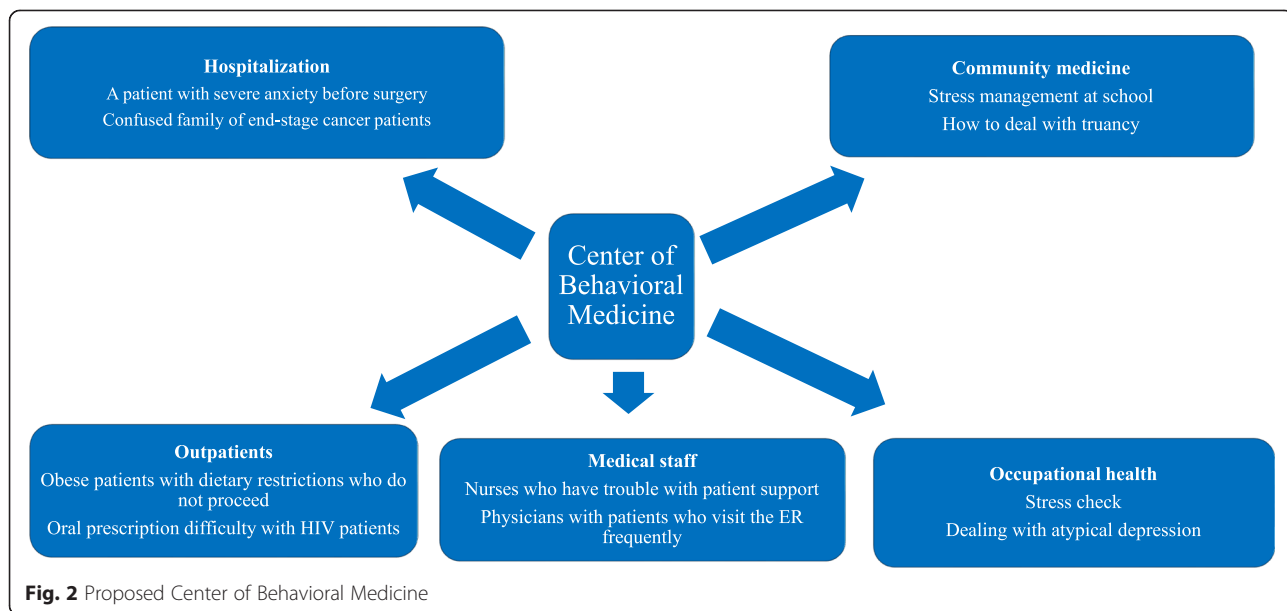 Hospitalization
A patient with severe anxiety before surgery
Confused family of end-stage cancer patients
Community medicine
Stress management at school
How to deal with truancy
Center of
Behavioral
Medicine
Outpatients
Obese patients with dietary restrictions who do
not proceed
Oral prescription difficulty with HIV patients
Medical staff
Nurses who have trouble with patient support
Physicians with patients who visit the ER
frequently
Occupational health
Stress check
Dealing with atypical depression
Fig. 2 Proposed Center of Behavioral Medicine